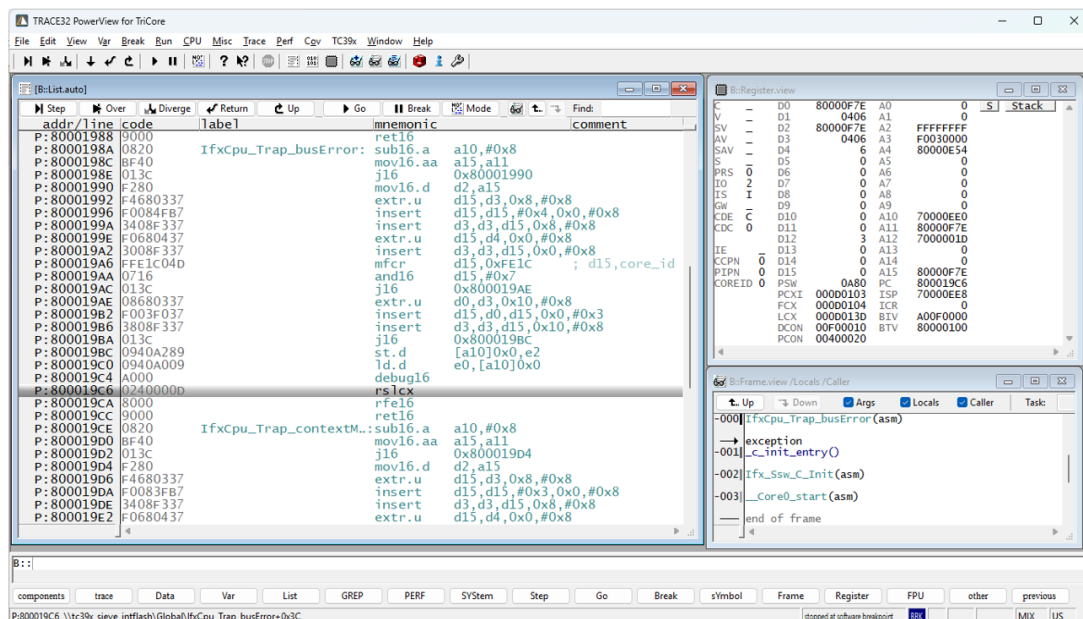 TRACE32 PowerView for TriCore
File Edit View Var Break Run CPU Misc Trace Perf Cov TC39x Window Help
[B::List.auto]
Step Over Diverge Return Up Go Break Mode t.. Find:
addr/line code label mnemonic comment
P:80001988 9000 ret16
P:8000198A 0820 IfxCpu_Trap_busError: sub16.a a10,#0x8
P:8000198C BF40 mov16.aa a15,a11
P:8000198E 013C j16 0x80001990
P:80001990 F280 mov16.d d2,a15
P:80001992 F4680337 extr.u d15,d3,0x8,#0x8
P:80001996 F0084FB7 insert d15,d15,#0x4,0x0,#0x8
P:8000199A 3408F337 insert d3,d3,d15,0x8,#0x8
P:8000199E F0680437 extr.u d15,d4,0x0,#0x8
P:800019A2 3008F337 insert d3,d3,d15,0x0,#0x8
P:800019A6 FFE1C04D mfcr d15,0xFE1C ; d15,core_id
P:800019AA 0716 and16 d15,#0x7
P:800019AC 013C j16 0x800019AE
P:800019AE 08680337 extr.u d0,d3,0x10,#0x8
P:800019B2 F003F037 insert d15,d0,d15,0x0,#0x3
P:800019B6 3808F337 insert d3,d3,d15,0x10,#0x8
P:800019BA 013C j16 0x800019BC
P:800019BC 0940A289 st.d [a10]0x0,e2
P:800019C0 0940A009 ld.d e0,[a10]0x0
P:800019C4 A000 debug16
P:800019C6 0240000D rslcx
P:800019CA 8000 rfe16
P:800019CC 9000 ret16
P:800019CE 0820 IfxCpu_Trap_contextM…: sub16.a a10,#0x8
P:800019D0 BF40 mov16.aa a15,a11
P:800019D2 013C j16 0x800019D4
P:800019D4 F280 mov16.d d2,a15
P:800019D6 F4680337 extr.u d15,d3,0x8,#0x8
P:800019DA F0083FB7 insert d15,d15,#0x3,0x0,#0x8
P:800019DE 3408F337 insert d3,d3,d15,0x8,#0x8
P:800019E2 F0680437 extr.u d15,d4,0x0,#0x8
B::Register.view
C _ D0 80000F7E A0 0 S Stack
V _ D1 0406 A1 0
SV _ D2 80000F7E A2 FFFFFFFF
AV _ D3 0406 A3 F0030000
SAV _ D4 6 A4 80000E54
S _ D5 0 A5 0
PRS 0 D6 0 A6 0
IO 2 D7 0 A7 0
IS I D8 0 A8 0
GW _ D9 0 A9 0
CDE C D10 0 A10 70000EE0
CDC 0 D11 0 A11 80000F7E
D12 3 A12 7000001D
IE _ D13 0 A13 0
CCPN 0 D14 0 A14 0
PIPN 0 D15 0 A15 80000F7E
COREID 0 PSW 0A80 PC 800019C6
PCXI 000D0103 ISP 70000EE8
FCX 000D0104 ICR 0
LCX 000D013D BIV A00F0000
DCON 00F00010 BTV 80000100
PCON 00400020
B::Frame.view /Locals /Caller
t.. Up Down Args Locals Caller Task:
-000 IfxCpu_Trap_busError(asm)
exception
-001 _c_init_entry()
-002 Ifx_Ssw_C_Init(asm)
-003 __Core0_start(asm)
end of frame
B::
components trace Data Var List GREP PERF SYStem Step Go Break sYmbol Frame Register FPU other previous
P:800019C6 \\tc39x_sieve_intflash\Global\IfxCpu_Trap_busError+0x3C stopped at software breakpoint BRK MIX US